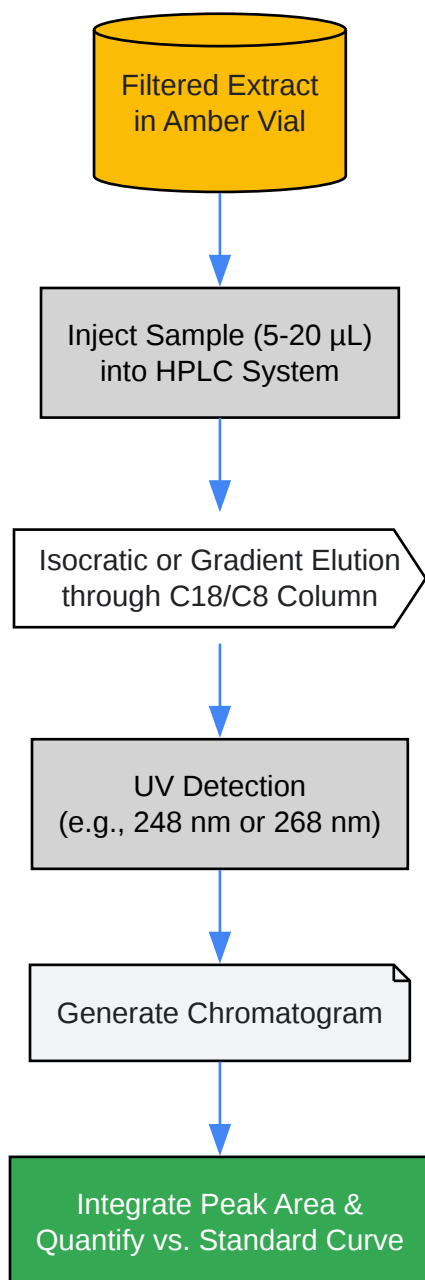 Filtered Extract
in Amber Vial
Inject Sample (5-20 µL)
into HPLC System
Isocratic or Gradient Elution
through C18/C8 Column
UV Detection
(e.g., 248 nm or 268 nm)
Generate Chromatogram
Integrate Peak Area &
Quantify vs. Standard Curve